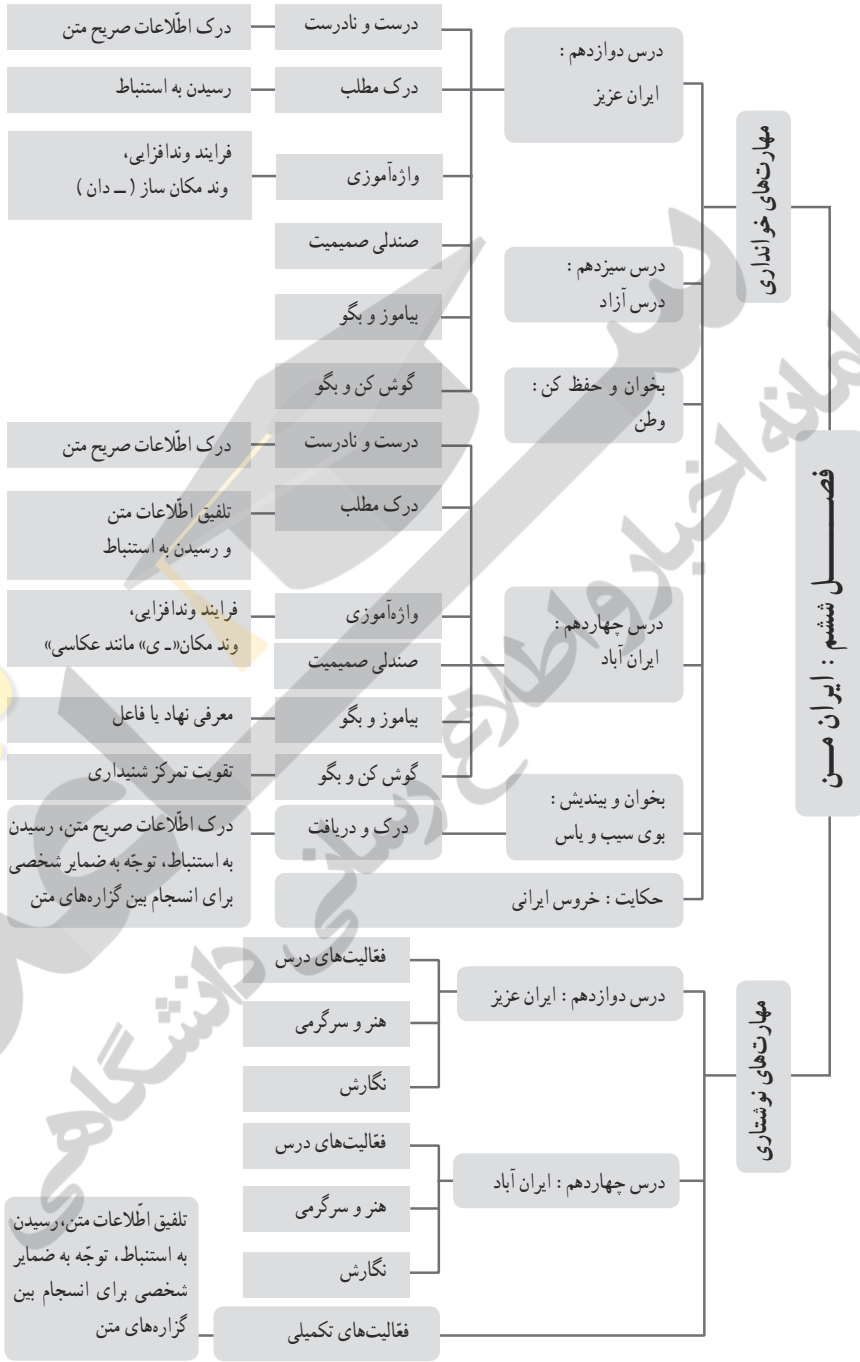 فصل ششم : ایران من
مهارت‌های خوانداری
درس دوازدهم :
ایران عزیز
درست و نادرست
درک اطّلاعات صریح متن
درک مطلب
رسیدن به استنباط
واژه‌آموزی
فرایند وندافزایی،
وند مکان ساز ( ــ دان )
صندلی صمیمیت
بیاموز و بگو
گوش کن و بگو
درس سیزدهم :
درس آزاد
بخوان و حفظ کن :
وطن
درس چهاردهم :
ایران آباد
درست و نادرست
درک اطّلاعات صریح متن
درک مطلب
تلفیق اطّلاعات متن
و رسیدن به استنباط
واژه‌آموزی
فرایند وندافزایی،
وند مکان«ـ ی» مانند عکاسی»
صندلی صمیمیت
بیاموز و بگو
معرفی نهاد یا فاعل
گوش کن و بگو
تقویت تمرکز شنیداری
بخوان و بیندیش :
بوی سیب و یاس
درک و دریافت
درک اطّلاعات صریح متن، رسیدن
به استنباط، توجّه به ضمایر شخصی
برای انسجام بین گزاره‌های متن
حکایت : خروس ایرانی
مهارت‌های نوشتاری
درس دوازدهم : ایران عزیز
فعّالیت‌های درس
هنر و سرگرمی
نگارش
درس چهاردهم : ایران آباد
فعّالیت‌های درس
هنر و سرگرمی
نگارش
فعّالیت‌های تکمیلی
تلفیق اطّلاعات متن،رسیدن
به استنباط، توجّه به ضمایر
شخصی برای انسجام بین
گزاره‌های متن
اخبار و اطلاع رسانی دانشگاهی